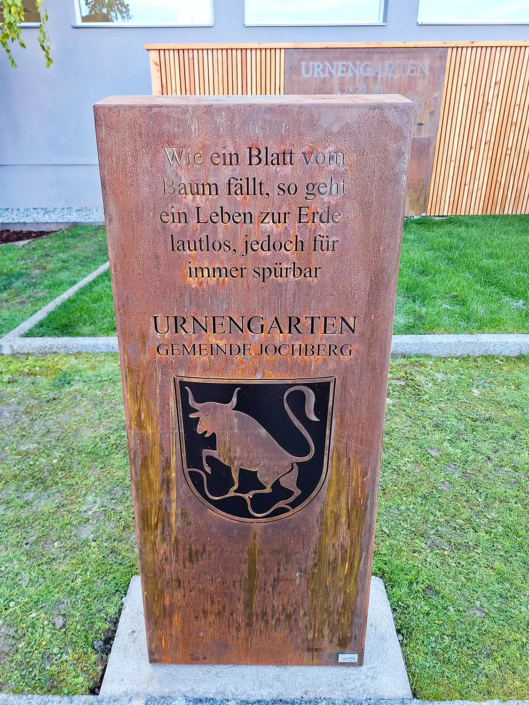 URNENGARTEN
Wie ein Blatt vom
Baum fällt, so geht
ein Leben zur Erde
lautlos, jedoch für
immer spürbar
URNENGARTEN
GEMEINDE JOCHBERG